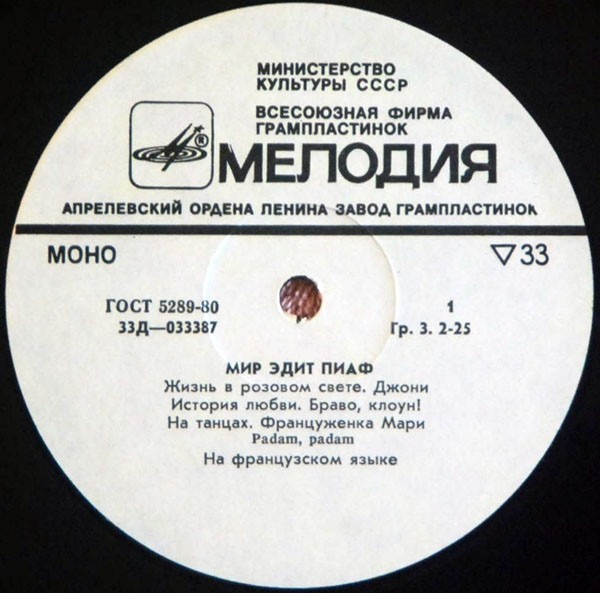 МИНИСТЕРСТВО
КУЛЬТУРЫ СССР
ВСЕСОЮЗНАЯ ФИРМА
ГРАМПЛАСТИНОК
® МЕЛОДИЯ
АПРЕЛЕВСКИЙ ОРДЕНА ЛЕНИНА ЗАВОД ГРАМПЛАСТИНОК
МОНО ▽33
ГОСТ 5289-80 1
33Д—033387 Гр. 3. 2-25
МИР ЭДИТ ПИАФ
Жизнь в розовом свете. Джони
История любви. Браво, клоун!
На танцах. Француженка Мари
Padam, padam
На французском языке